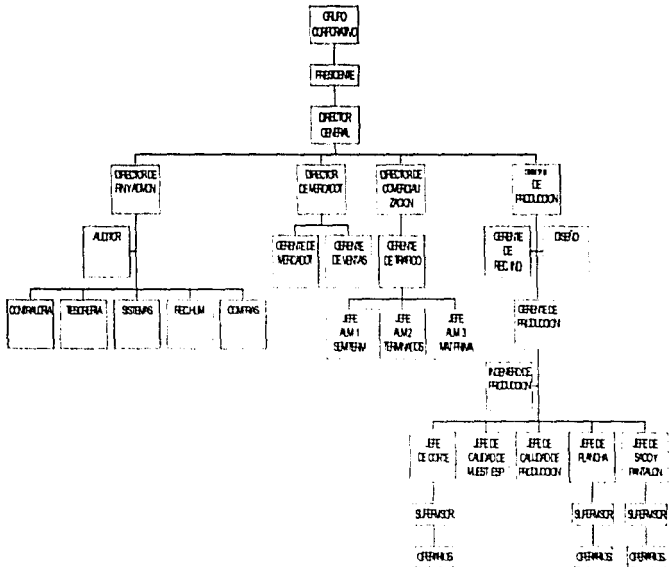 GRUPO
CORPORATIVO
PRESIDENTE
DIRECTOR
GENERAL
DIRECTOR DE
FIN Y ADMON
DIRECTOR
DE MERCADOT
DIRECTOR DE
COMERCIALI
ZACION
DE
PRODUCCION
AUDITOR
GERENTE DE
MERCADOT
GERENTE
DE VENTAS
GERENTE
DE TRAFICO
GERENTE
DE
REC IND
DISEÑO
CONTRALORIA
TESORERIA
SISTEMAS
REC HUM
COMPRAS
JEFE
ALM 1
SEMITERM
JEFE
ALM 2
TERMINADOS
JEFE
ALM 3
MAT PRIMA
GERENTE DE
PRODUCCION
INGENIERO DE
PRODUCCION
JEFE
DE CORTE
JEFE DE
CALIDAD DE
MUEST ESP
JEFE DE
CALIDAD DE
PRODUCCION
JEFE DE
PLANCHA
JEFE DE
SACO Y
PANTALON
SUPERVISOR
SUPERVISOR
SUPERVISOR
OPERARIOS
OPERARIOS
OPERARIOS